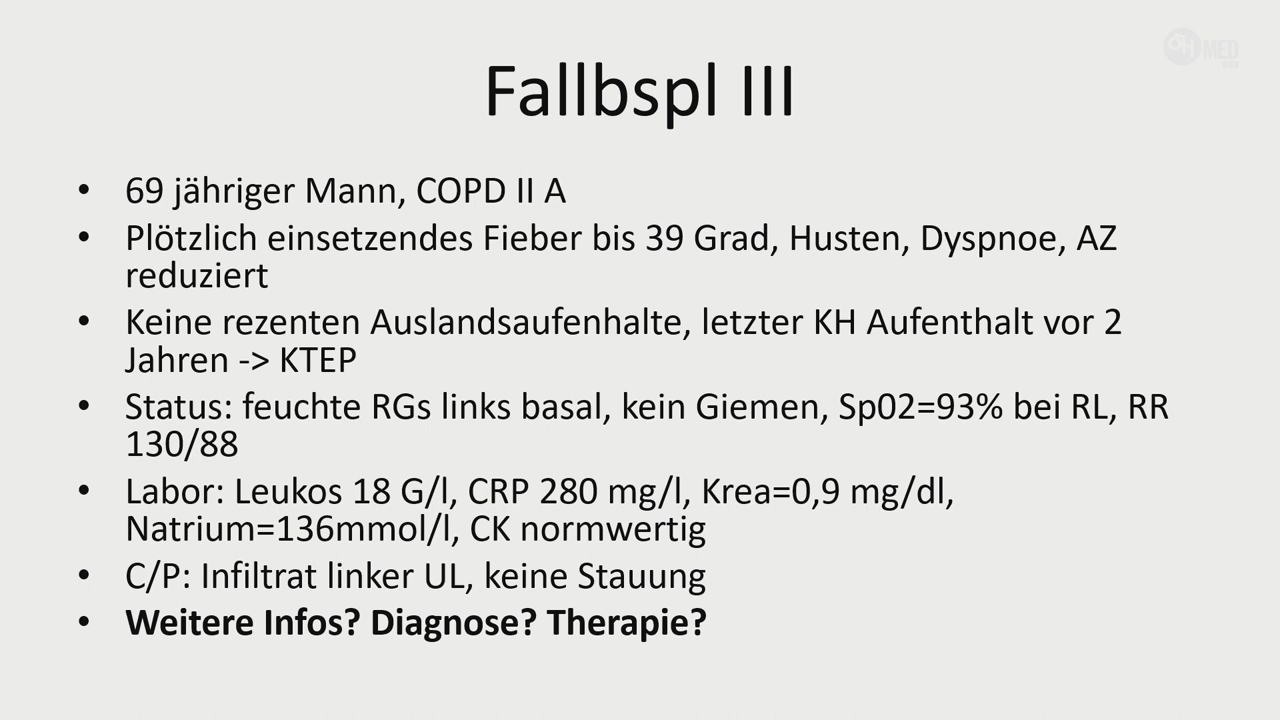 Fallbspl III
• 69 jähriger Mann, COPD II A
• Plötzlich einsetzendes Fieber bis 39 Grad, Husten, Dyspnoe, AZ
reduziert
• Keine rezenten Auslandsaufenthalte, letzter KH Aufenthalt vor 2
Jahren -> KTEP
• Status: feuchte RGs links basal, kein Giemen, Sp02=93% bei RL, RR
130/88
• Labor: Leukos 18 G/l, CRP 280 mg/l, Krea=0,9 mg/dl,
Natrium=136mmol/l, CK normwertig
• C/P: Infiltrat linker UL, keine Stauung
• Weitere Infos? Diagnose? Therapie?
MED